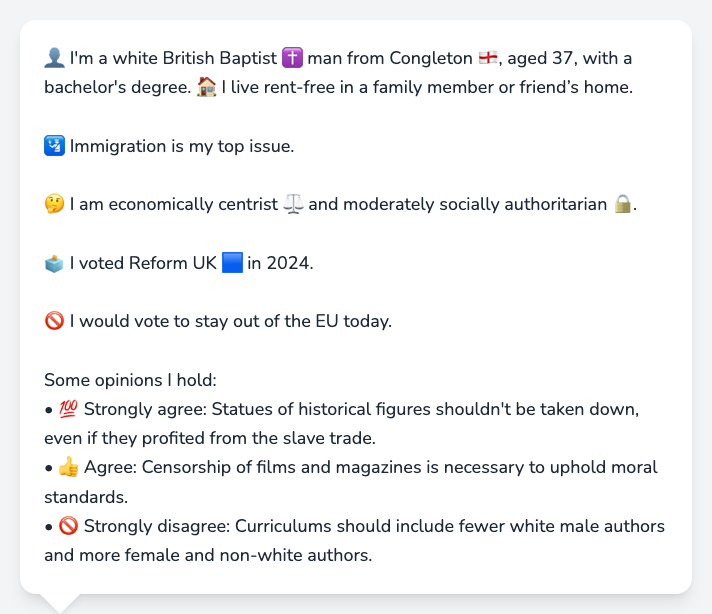 👤 I'm a white British Baptist ✝️ man from Congleton 🏴󠁧󠁢󠁥󠁮󠁧󠁿, aged 37, with a
bachelor's degree. 🏠 I live rent-free in a family member or friend’s home.
🛂 Immigration is my top issue.
🤔 I am economically centrist ⚖️ and moderately socially authoritarian 🔒.
🗳️ I voted Reform UK 🟦 in 2024.
🚫 I would vote to stay out of the EU today.
Some opinions I hold:
• 💯 Strongly agree: Statues of historical figures shouldn't be taken down,
even if they profited from the slave trade.
• 👍 Agree: Censorship of films and magazines is necessary to uphold moral
standards.
• 🚫 Strongly disagree: Curriculums should include fewer white male authors
and more female and non-white authors.